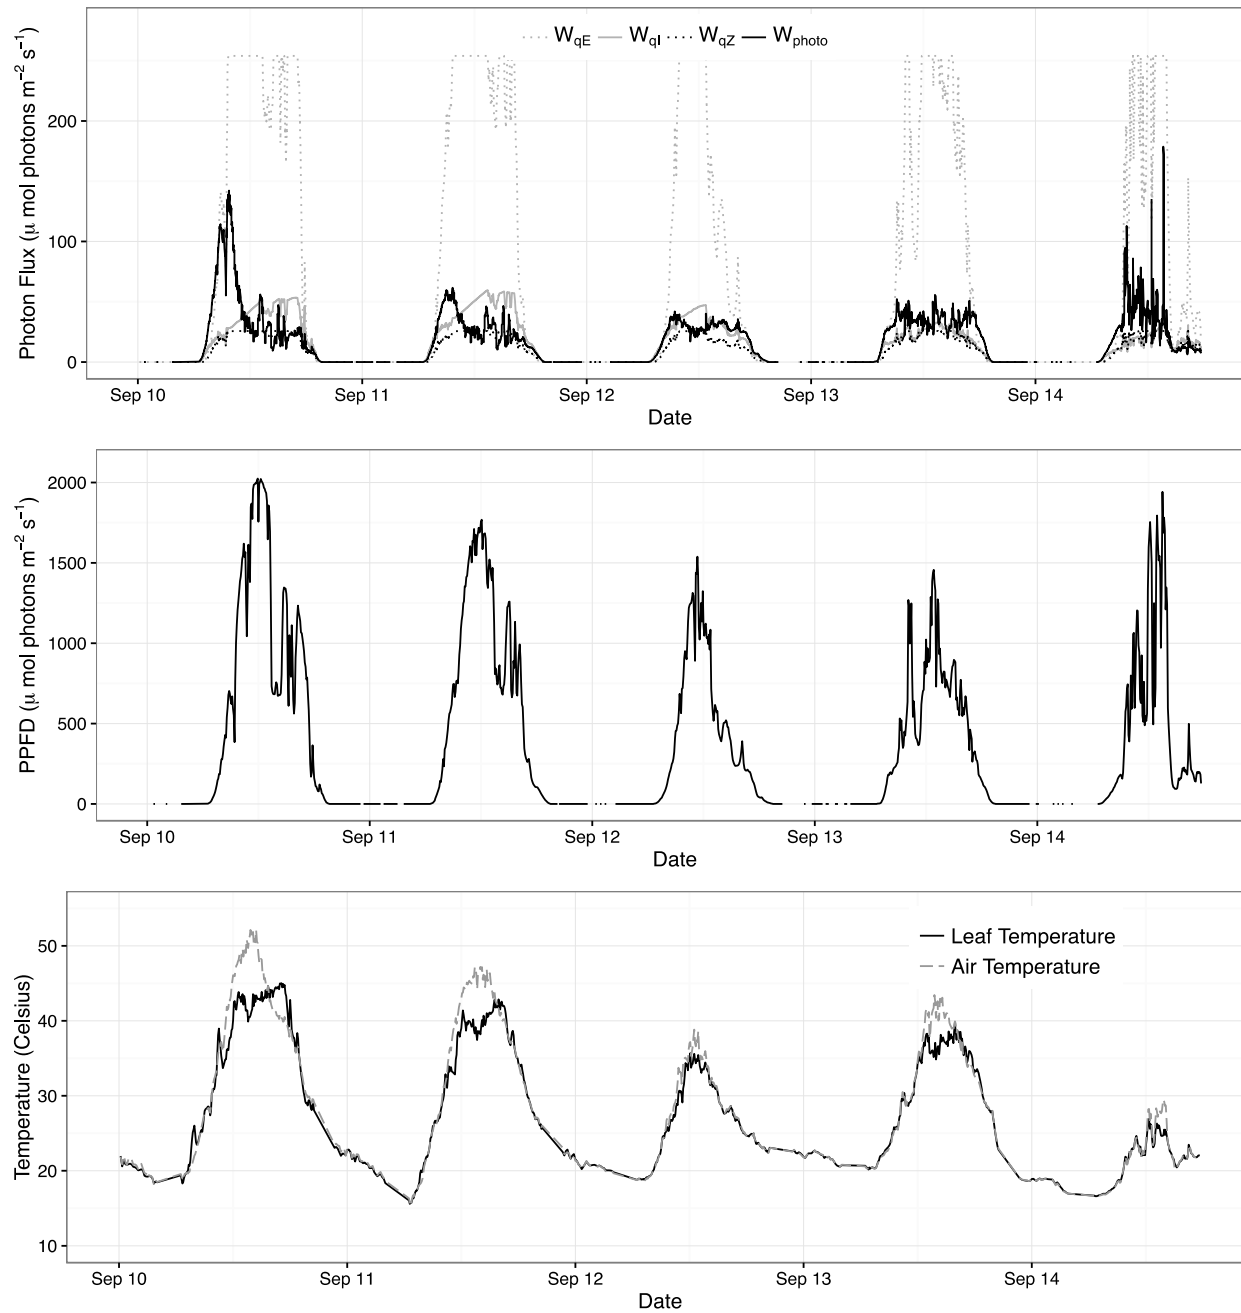 W_qE W_qI W_qZ W_photo
Photon Flux (μ mol photons m⁻² s⁻¹)
200
100
0
Sep 10 Sep 11 Sep 12 Sep 13 Sep 14
Date
PPFD (μ mol photons m⁻² s⁻¹)
2000
1500
1000
500
0
Sep 10 Sep 11 Sep 12 Sep 13 Sep 14
Date
Temperature (Celsius)
50
40
30
20
10
Leaf Temperature
Air Temperature
Sep 10 Sep 11 Sep 12 Sep 13 Sep 14
Date